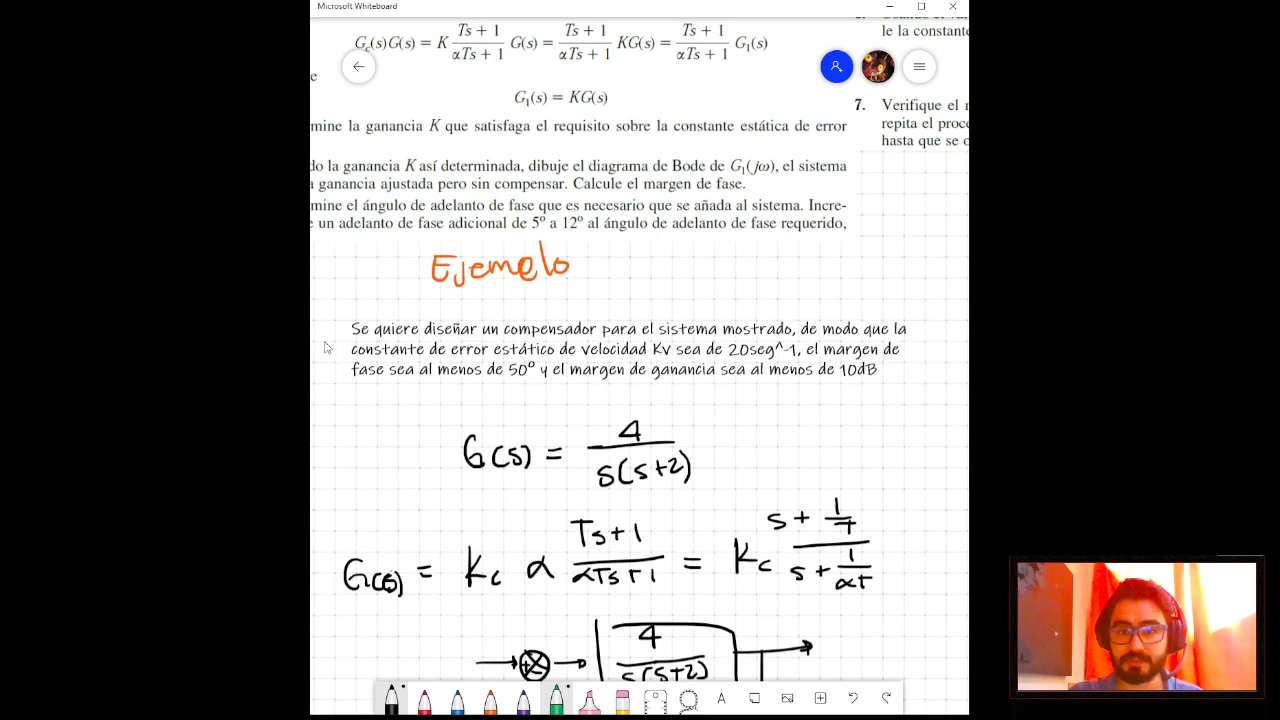 Microsoft Whiteboard
Gc(s)G(s) = K (Ts + 1)/(αTs + 1) G(s) = (Ts + 1)/(αTs + 1) KG(s) = (Ts + 1)/(αTs + 1) G₁(s)
le la constante
e
G₁(s) = KG(s)
mine la ganancia K que satisfaga el requisito sobre la constante estática de error
do la ganancia K así determinada, dibuje el diagrama de Bode de G₁(jω), el sistema
a ganancia ajustada pero sin compensar. Calcule el margen de fase.
mine el ángulo de adelanto de fase que es necesario que se añada al sistema. Incre-
e un adelanto de fase adicional de 5º a 12º al ángulo de adelanto de fase requerido,
7. Verifique el
repita el proce
hasta que se o
Ejemplo
Se quiere diseñar un compensador para el sistema mostrado, de modo que la
constante de error estático de velocidad Kv sea de 20seg^-1, el margen de
fase sea al menos de 50º y el margen de ganancia sea al menos de 10dB
G(s) = 4/(s(s+2))
Gc(s) = Kc α (Ts+1)/(αTs+1) = Kc (s + 1/T)/(s + 1/αT)
4
s(s+2)
A